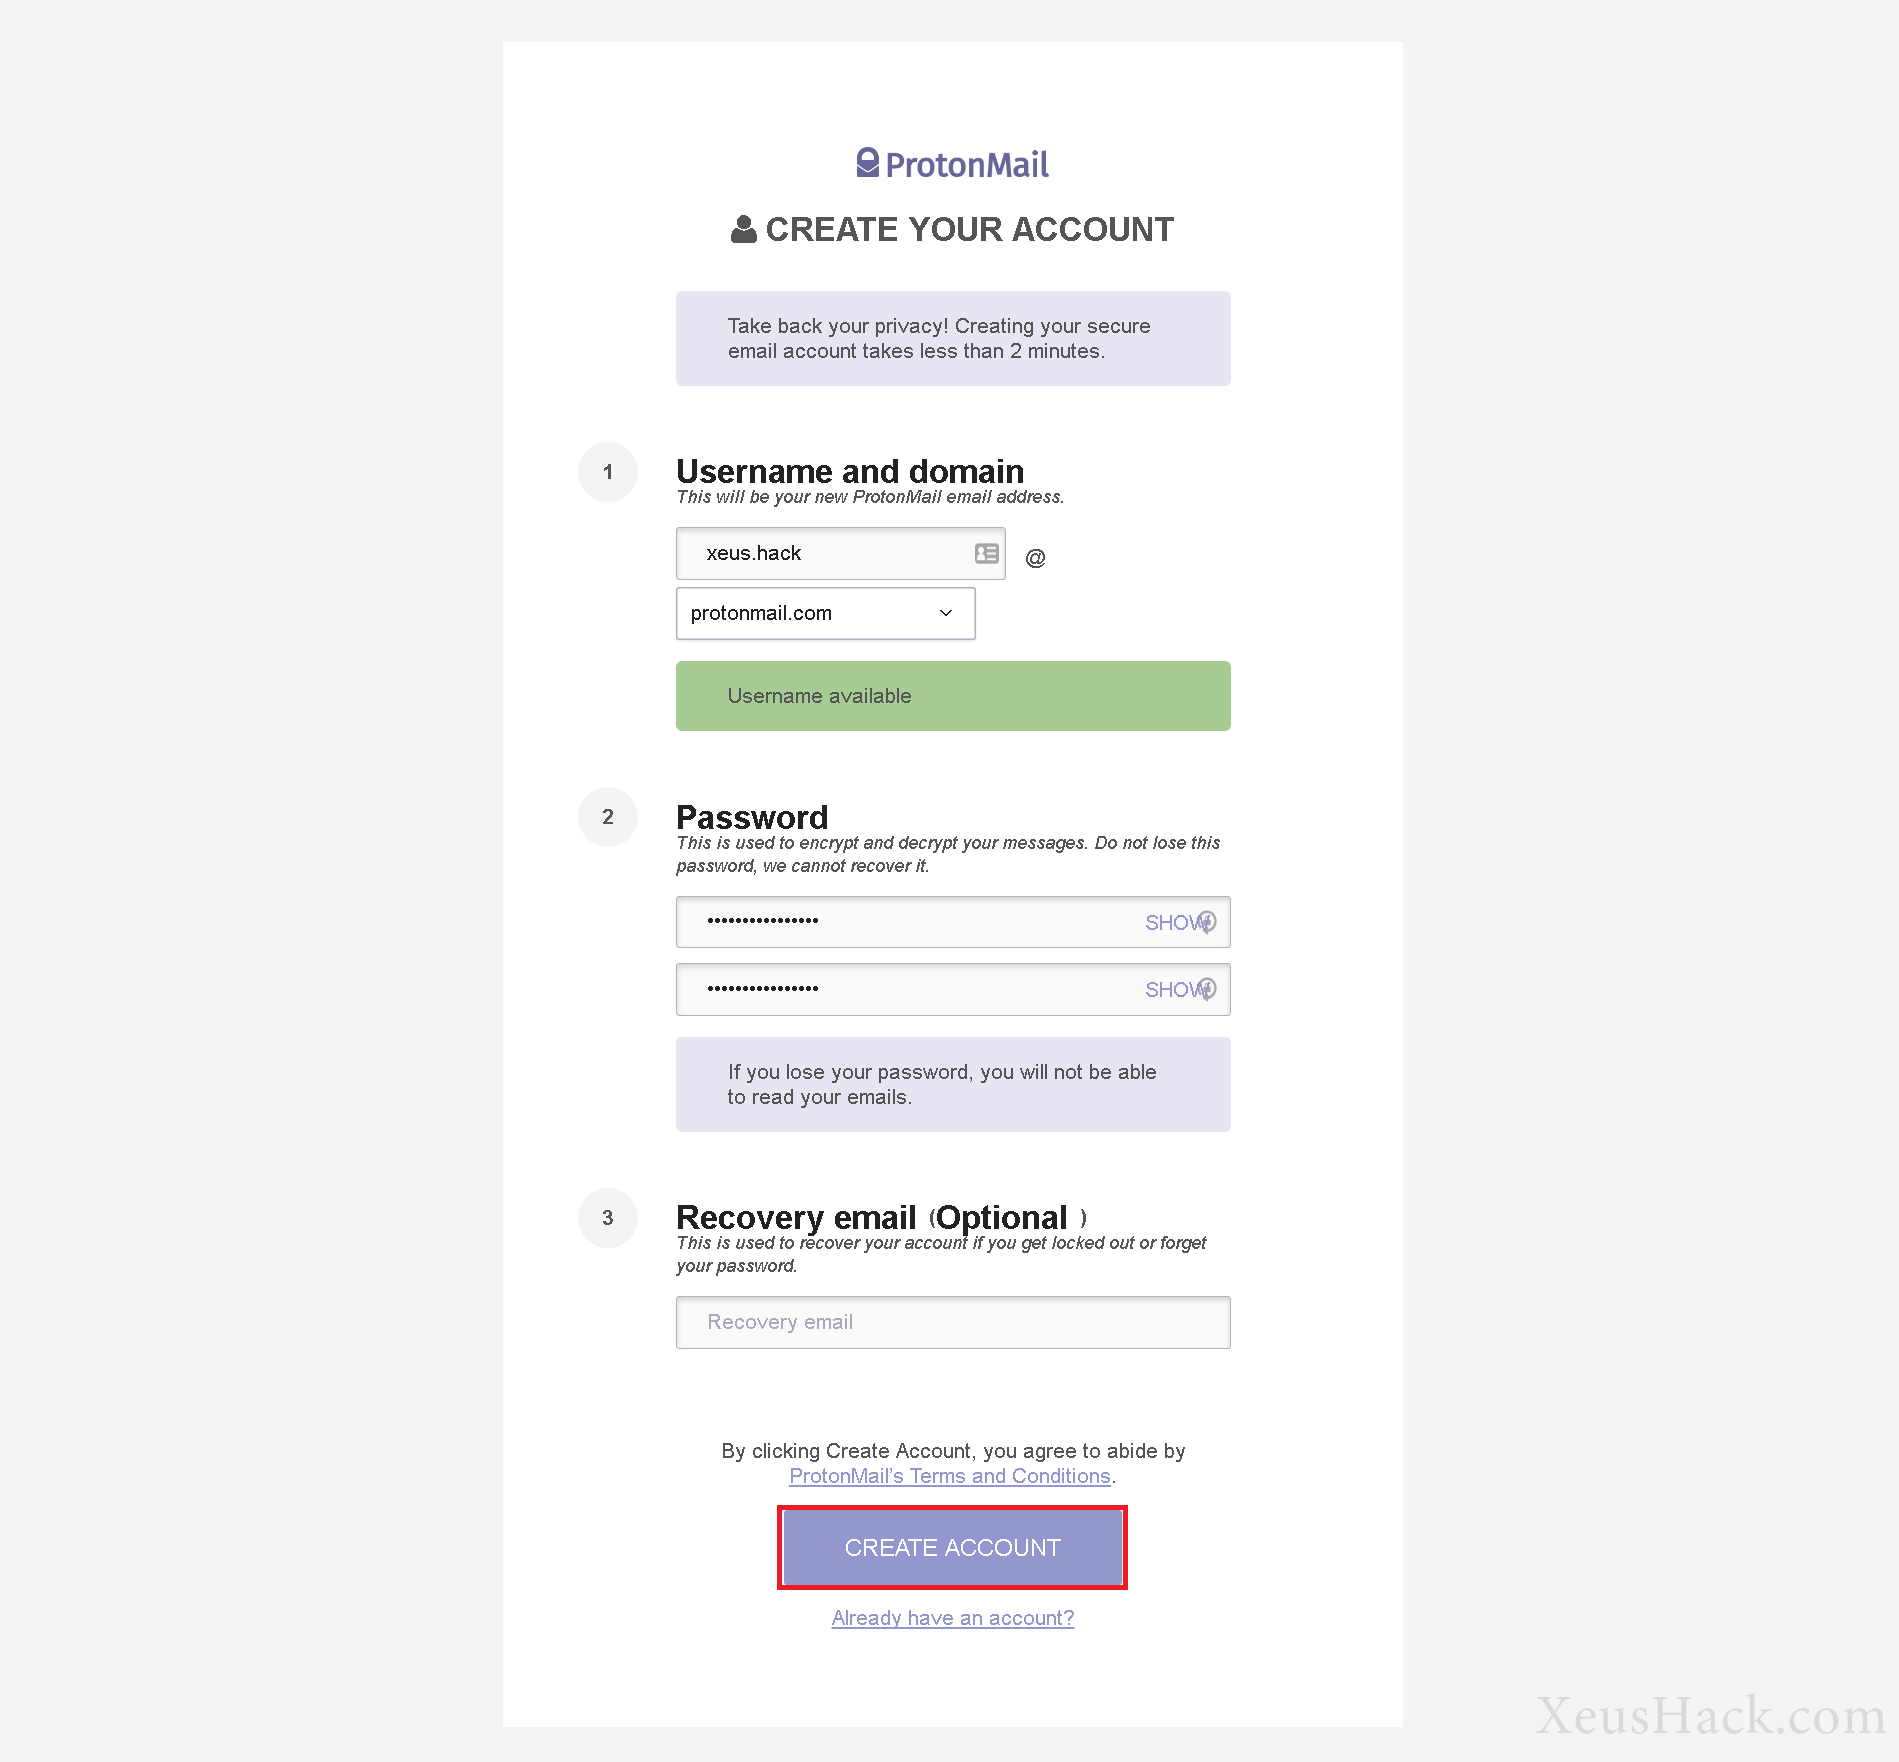 ProtonMail
CREATE YOUR ACCOUNT
Take back your privacy! Creating your secure
email account takes less than 2 minutes.
1
Username and domain
This will be your new ProtonMail email address.
xeus.hack
@
protonmail.com
Username available
2
Password
This is used to encrypt and decrypt your messages. Do not lose this
password, we cannot recover it.
•••••••••••••••• SHOW
•••••••••••••••• SHOW
If you lose your password, you will not be able
to read your emails.
3
Recovery email (Optional )
This is used to recover your account if you get locked out or forget
your password.
Recovery email
By clicking Create Account, you agree to abide by
ProtonMail's Terms and Conditions.
CREATE ACCOUNT
Already have an account?
XeusHack.com